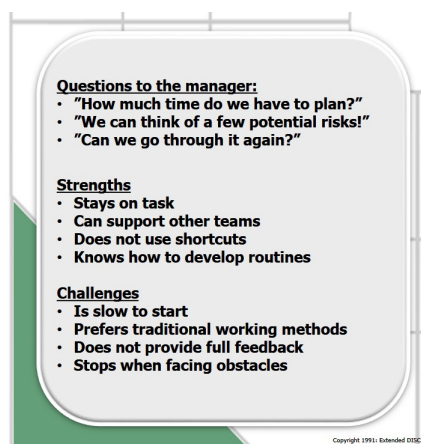 Questions to the manager:
• ”How much time do we have to plan?”
• ”We can think of a few potential risks!”
• ”Can we go through it again?”
Strengths
• Stays on task
• Can support other teams
• Does not use shortcuts
• Knows how to develop routines
Challenges
• Is slow to start
• Prefers traditional working methods
• Does not provide full feedback
• Stops when facing obstacles
Copyright 1991: Extended DISC